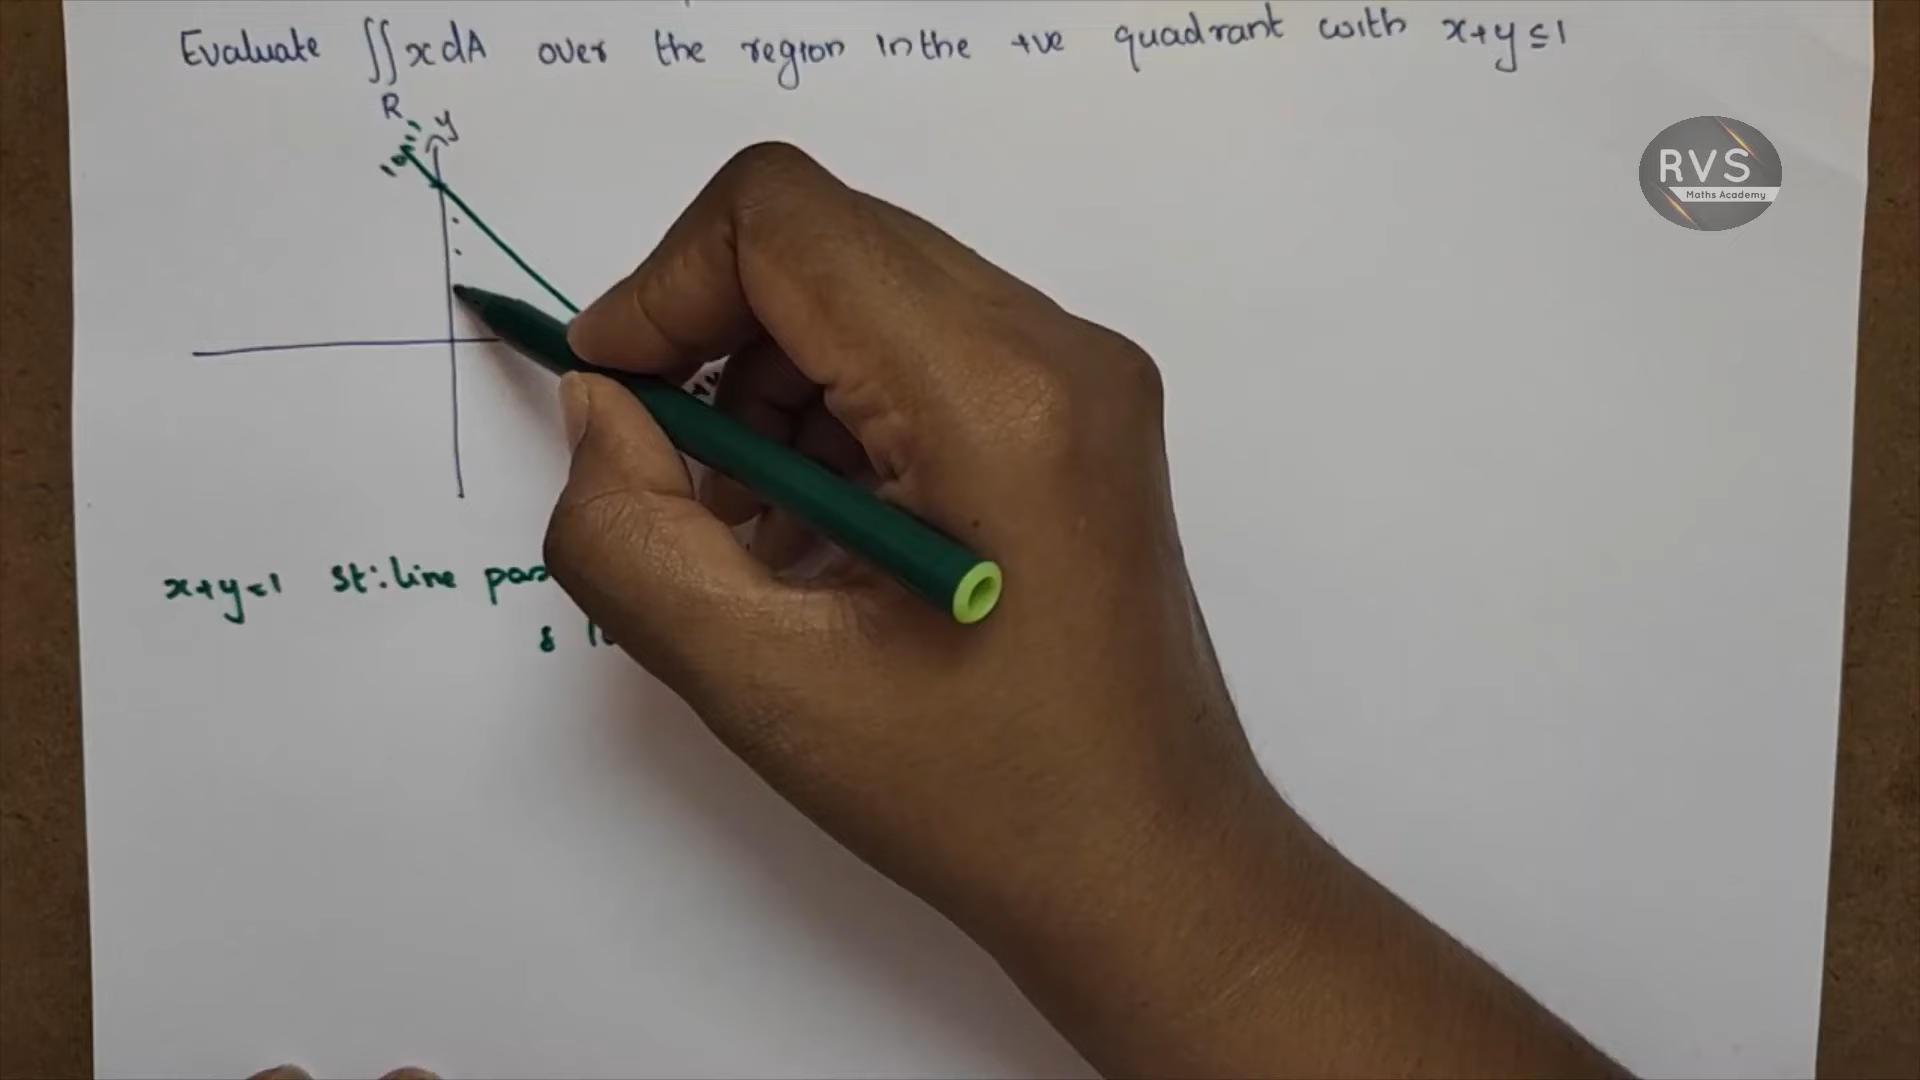 Evaluate ∬ x dA over the region in the +ve quadrant with x+y ≤ 1
R
y
RVS
Maths Academy
x+y=1 st: line
&